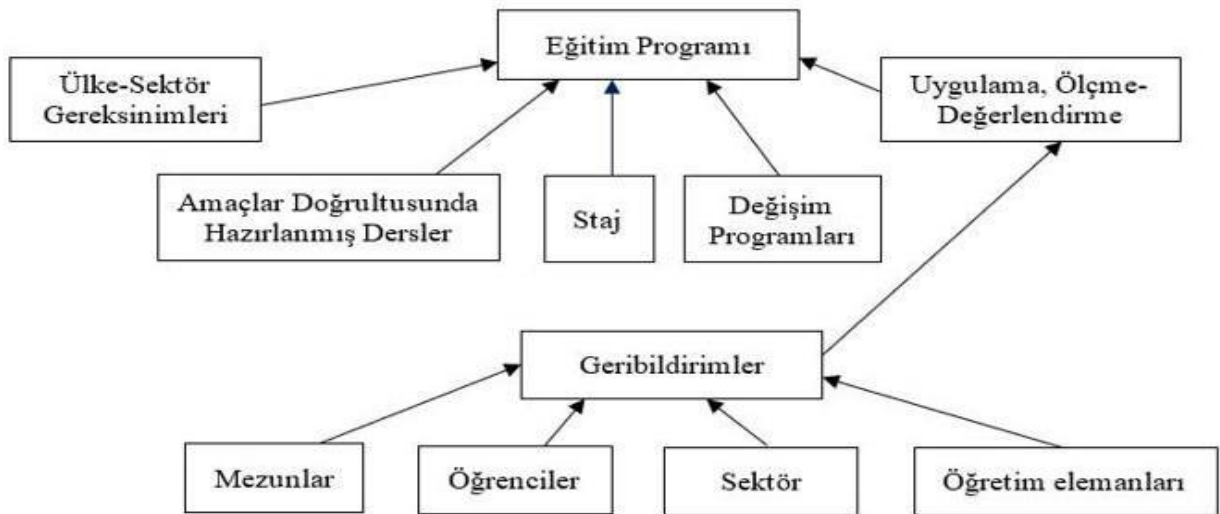 Eğitim Programı
Ülke-Sektör
Gereksinimleri
Uygulama, Ölçme-
Değerlendirme
Amaçlar Doğrultusunda
Hazırlanmış Dersler
Staj
Değişim
Programları
Geribildirimler
Mezunlar
Öğrenciler
Sektör
Öğretim elemanları